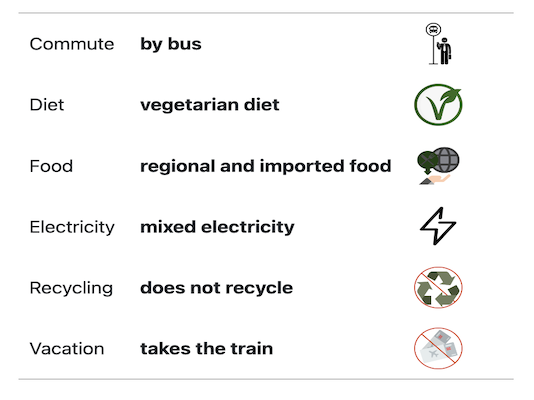 Commute by bus
Diet vegetarian diet
Food regional and imported food
Electricity mixed electricity
Recycling does not recycle
Vacation takes the train